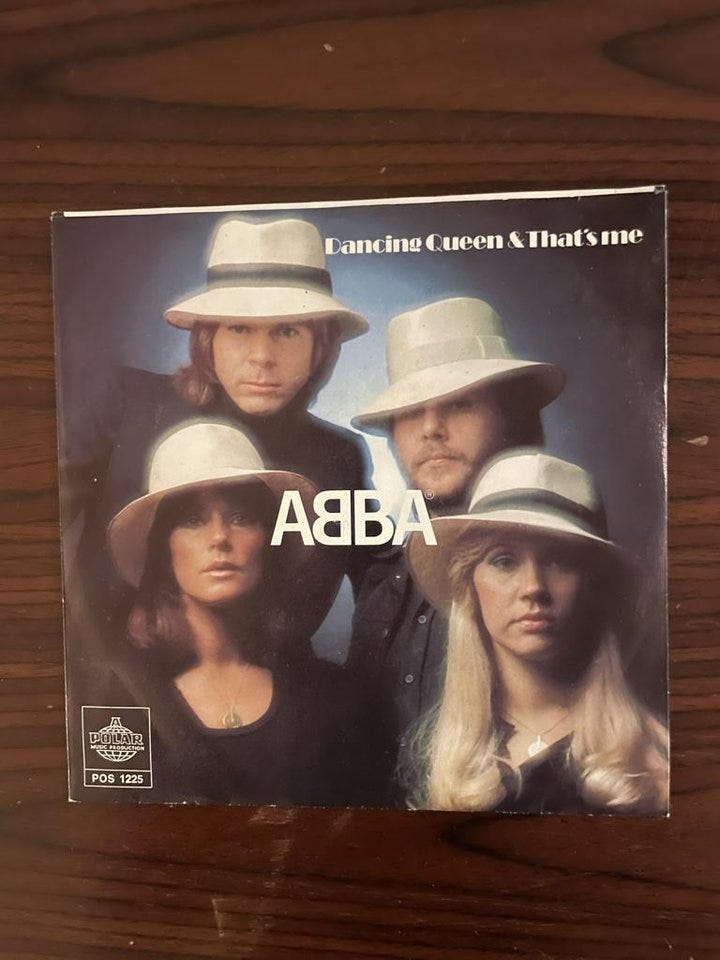 Dancing Queen & That's me
ABBA®
A
POLAR
MUSIC PRODUCTION
POS 1225